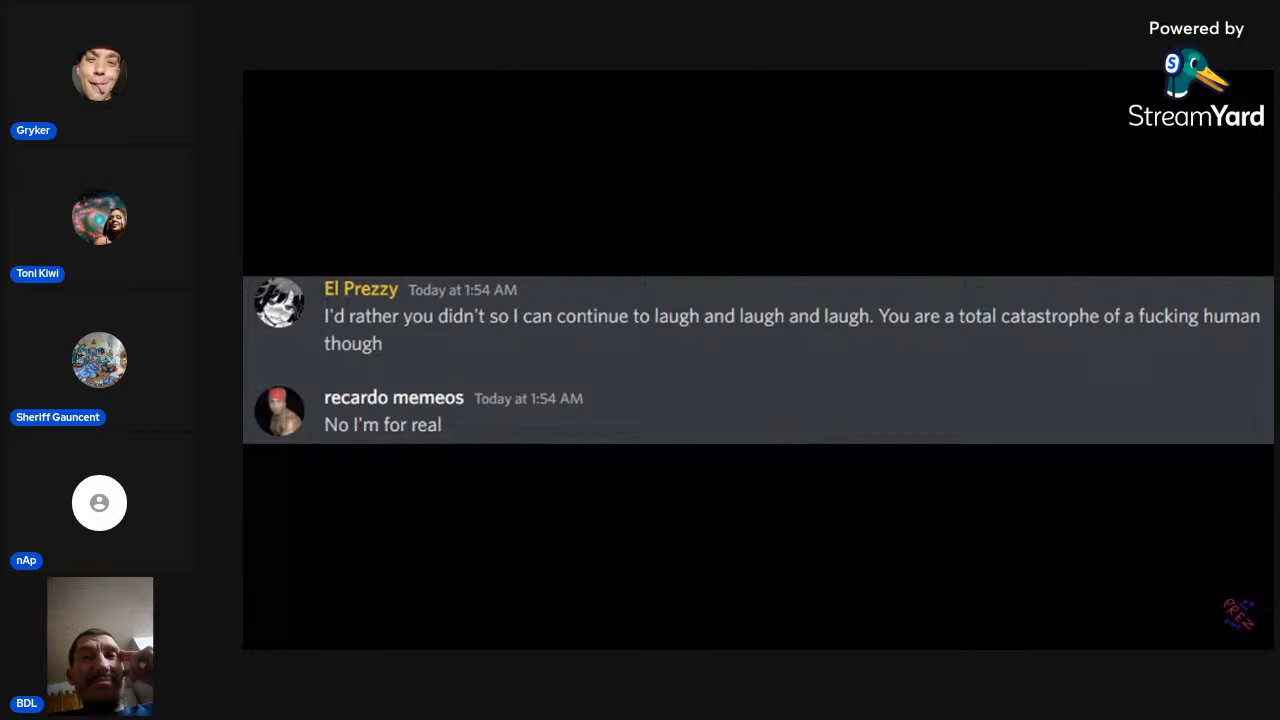 Powered by
StreamYard
Gryker
Toni Kiwi
Sheriff Gauncent
nAp
BDL
El Prezzy Today at 1:54 AM
I'd rather you didn't so I can continue to laugh and laugh and laugh. You are a total catastrophe of a fucking human
though
recardo memeos Today at 1:54 AM
No I'm for real
PREZ